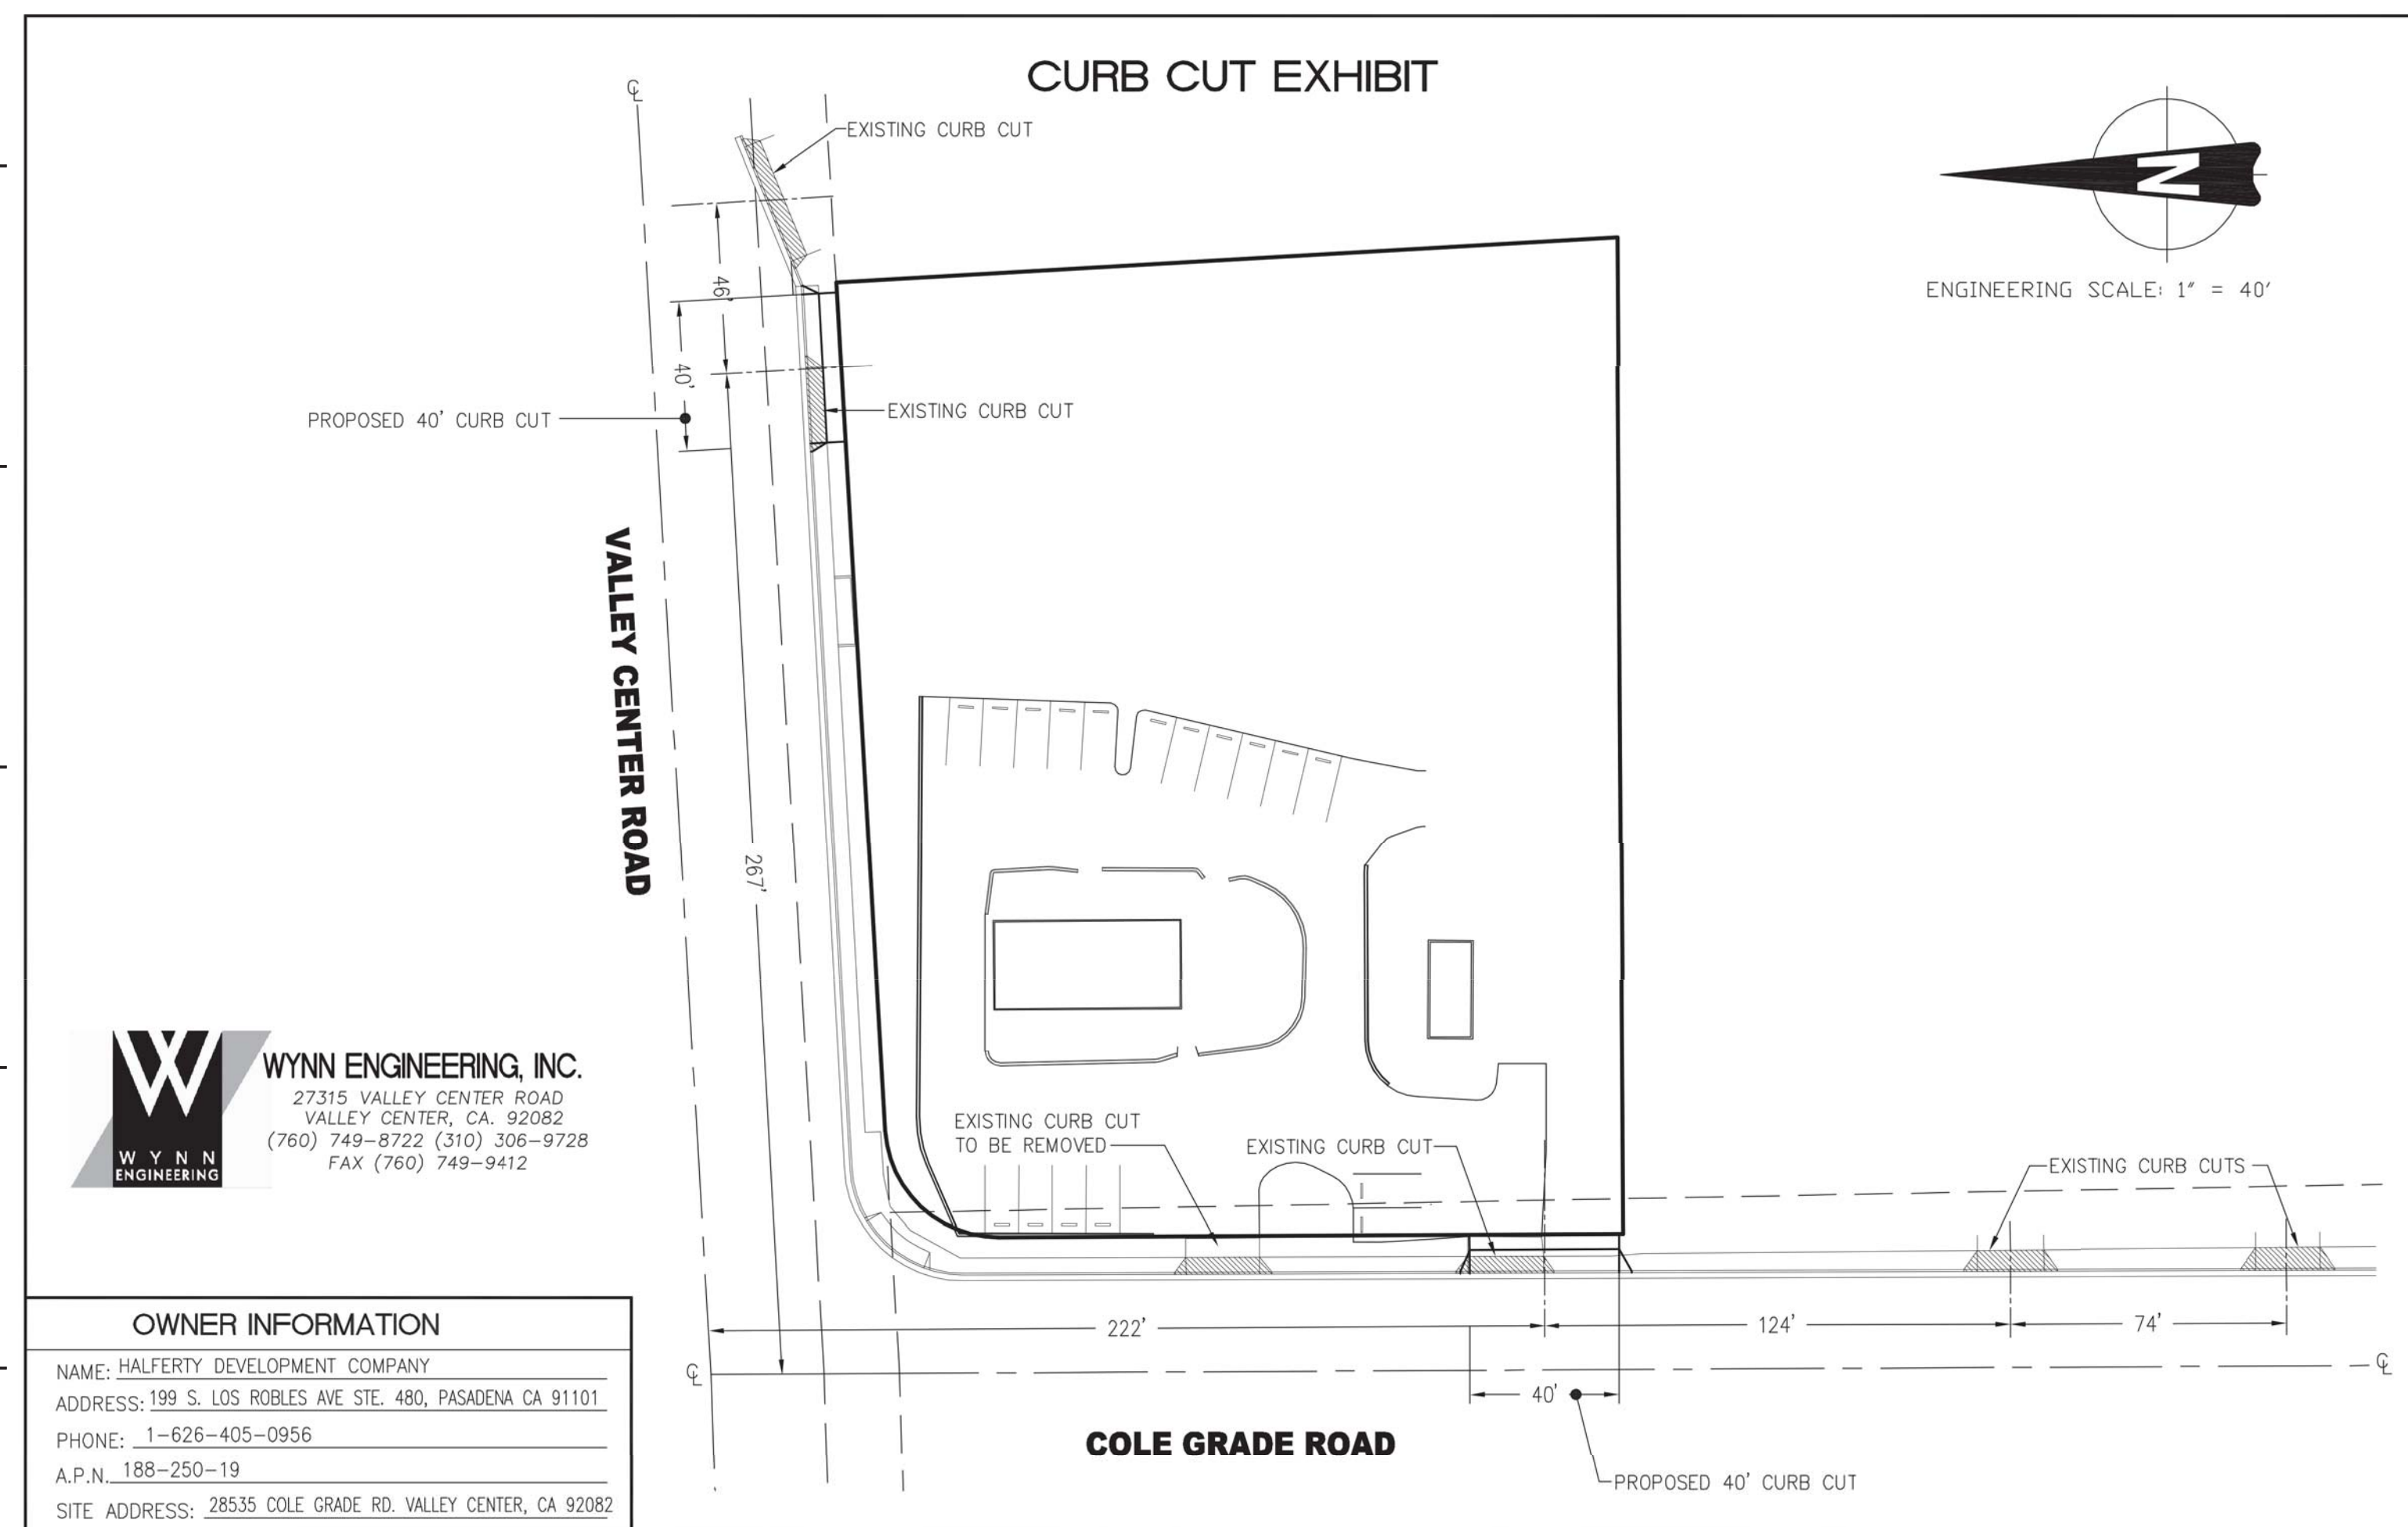 CURB CUT EXHIBIT
℄
EXISTING CURB CUT
N
ENGINEERING SCALE: 1" = 40'
46'
40'
PROPOSED 40' CURB CUT
EXISTING CURB CUT
VALLEY CENTER ROAD
267'
W Y N N
ENGINEERING
WYNN ENGINEERING, INC.
27315 VALLEY CENTER ROAD
VALLEY CENTER, CA. 92082
(760) 749-8722 (310) 306-9728
FAX (760) 749-9412
EXISTING CURB CUT
TO BE REMOVED
EXISTING CURB CUT
EXISTING CURB CUTS
222'
124'
74'
℄
℄
40'
COLE GRADE ROAD
PROPOSED 40' CURB CUT
OWNER INFORMATION
NAME: HALFERTY DEVELOPMENT COMPANY
ADDRESS: 199 S. LOS ROBLES AVE STE. 480, PASADENA CA 91101
PHONE: 1-626-405-0956
A.P.N. 188-250-19
SITE ADDRESS: 28535 COLE GRADE RD. VALLEY CENTER, CA 92082